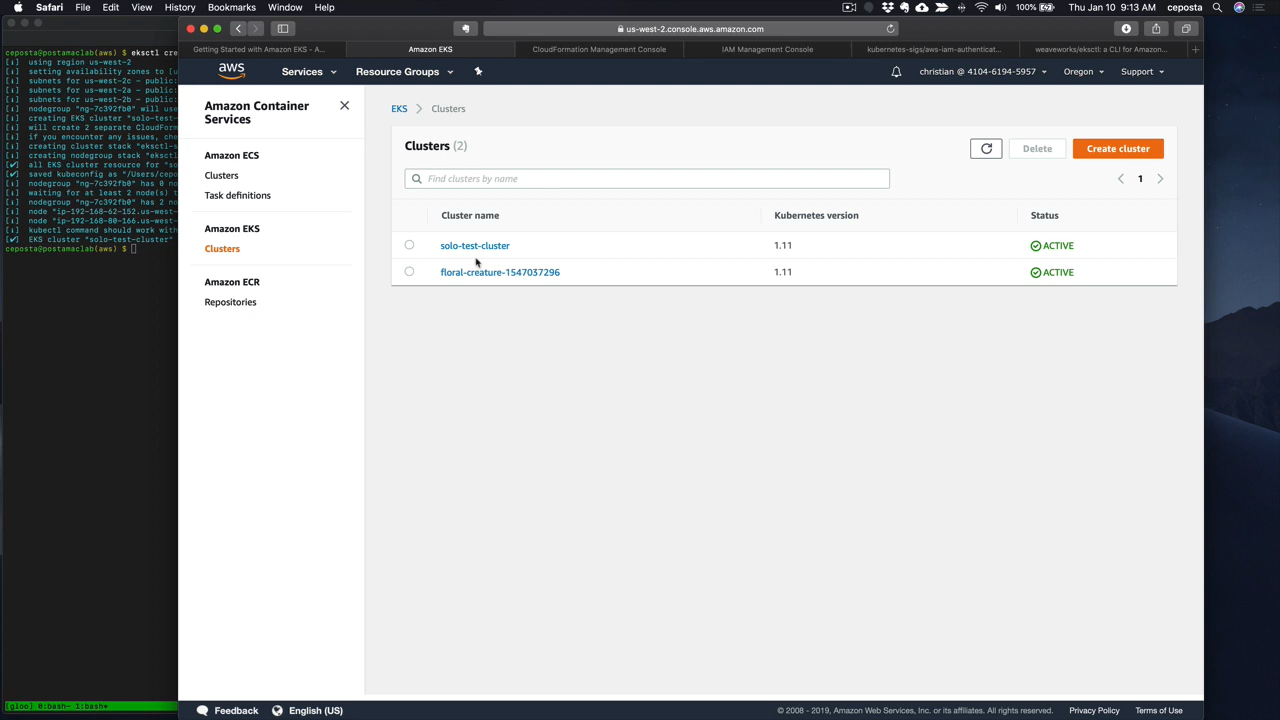 Safari File Edit View History Bookmarks Window Help 100% Thu Jan 10 9:13 AM ceposta
us-west-2.console.aws.amazon.com
Getting Started with Amazon EKS - A... Amazon EKS CloudFormation Management Console IAM Management Console kubernetes-sigs/aws-iam-authenticat... weaveworks/eksctl: a CLI for Amazon...
aws Services Resource Groups christian @ 4104-6194-5957 Oregon Support
ceposta@postamaclab(aws) $ eksctl cre
[i] using region us-west-2
[i] setting availability zones to [u
[i] subnets for us-west-2c - public:
[i] subnets for us-west-2a - public:
[i] subnets for us-west-2b - public:
[i] nodegroup "ng-7c392fb0" will use
[i] creating EKS cluster "solo-test-
[i] will create 2 separate CloudForm
[i] if you encounter any issues, che
[i] creating cluster stack "eksctl-s
[i] creating nodegroup stack "eksctl
[✔] all EKS cluster resource for "so
[✔] saved kubeconfig as "/Users/cepo
[i] nodegroup "ng-7c392fb0" has 0 no
[i] waiting for at least 2 node(s) t
[i] nodegroup "ng-7c392fb0" has 2 no
[i] node "ip-192-168-62-152.us-west-
[i] node "ip-192-168-80-166.us-west-
[i] kubectl command should work with
[✔] EKS cluster "solo-test-cluster"
ceposta@postamaclab(aws) $
[gloo] 0:bash- 1:bash*
Amazon Container
Services
Amazon ECS
Clusters
Task definitions
Amazon EKS
Clusters
Amazon ECR
Repositories
EKS > Clusters
Clusters (2) Delete Create cluster
Find clusters by name 1
Cluster name Kubernetes version Status
solo-test-cluster 1.11 ACTIVE
floral-creature-1547037296 1.11 ACTIVE
Feedback English (US) © 2008 - 2019, Amazon Web Services, Inc. or its affiliates. All rights reserved. Privacy Policy Terms of Use